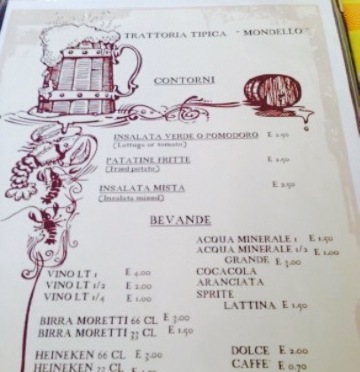 TRATTORIA TIPICA "MONDELLO"
CONTORNI
INSALATA VERDE O POMODORO E 2.50
(Lattuga or tomato)
PATATINE FRITTE E 2.50
(Fried potato)
INSALATA MISTA E 2.50
(Insalata mixed)
BEVANDE
ACQUA MINERALE 1 E 1.50
ACQUA MINERALE 1/2 E 1.00
GRANDE E 3.00
COCACOLA
ARANCIATA
SPRITE
LATTINA E 1.50
VINO LT 1 E 4.00
VINO LT 1/2 E 2.00
VINO LT 1/4 E 1.00
BIRRA MORETTI 66 CL E 3.00
BIRRA MORETTI 33 CL E 1.50
HEINEKEN 66 CL E 3.00
HEINEKEN CL
DOLCE E 2.00
CAFFE' E 0.70